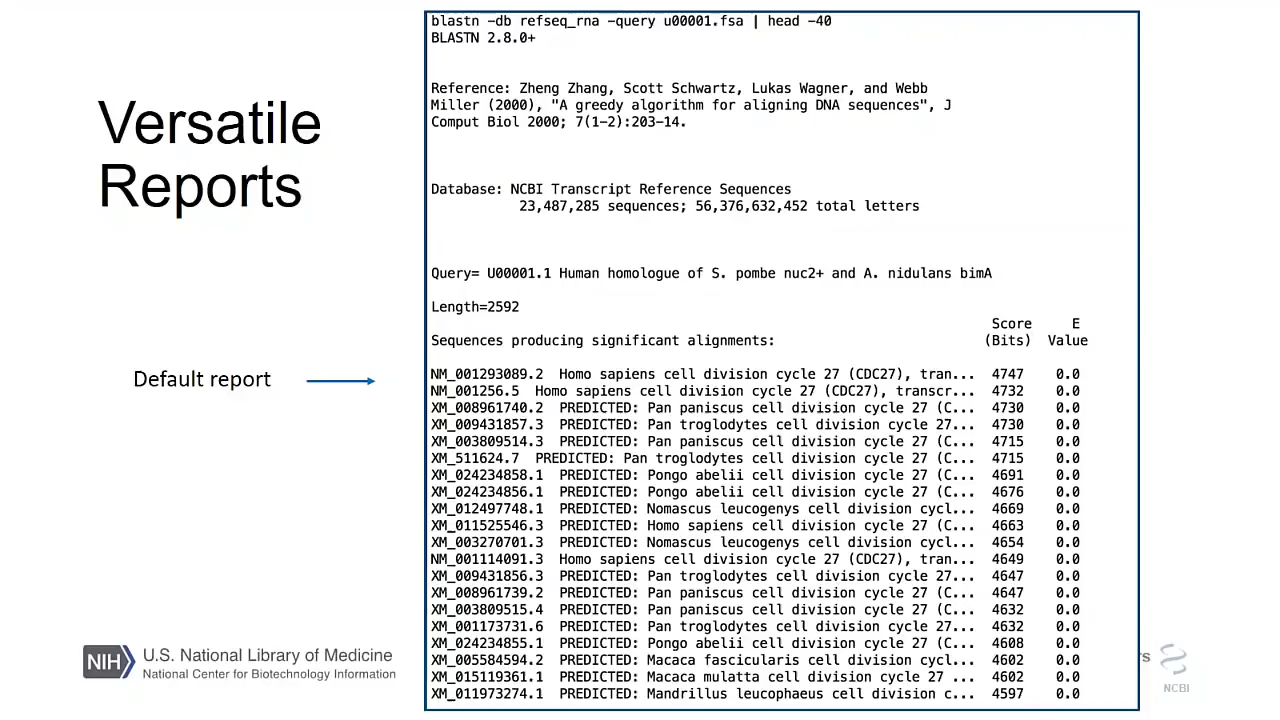 Versatile
Reports
Default report
blastn -db refseq_rna -query u00001.fsa | head -40
BLASTN 2.8.0+
Reference: Zheng Zhang, Scott Schwartz, Lukas Wagner, and Webb
Miller (2000), "A greedy algorithm for aligning DNA sequences", J
Comput Biol 2000; 7(1-2):203-14.
Database: NCBI Transcript Reference Sequences
23,487,285 sequences; 56,376,632,452 total letters
Query= U00001.1 Human homologue of S. pombe nuc2+ and A. nidulans bimA
Length=2592
Score E
Sequences producing significant alignments: (Bits) Value
NM_001293089.2 Homo sapiens cell division cycle 27 (CDC27), tran... 4747 0.0
NM_001256.5 Homo sapiens cell division cycle 27 (CDC27), transcr... 4732 0.0
XM_008961740.2 PREDICTED: Pan paniscus cell division cycle 27 (C... 4730 0.0
XM_009431857.3 PREDICTED: Pan troglodytes cell division cycle 27... 4730 0.0
XM_003809514.3 PREDICTED: Pan paniscus cell division cycle 27 (C... 4715 0.0
XM_511624.7 PREDICTED: Pan troglodytes cell division cycle 27 (C... 4715 0.0
XM_024234858.1 PREDICTED: Pongo abelii cell division cycle 27 (C... 4691 0.0
XM_024234856.1 PREDICTED: Pongo abelii cell division cycle 27 (C... 4676 0.0
XM_012497748.1 PREDICTED: Nomascus leucogenys cell division cycl... 4669 0.0
XM_011525546.3 PREDICTED: Homo sapiens cell division cycle 27 (C... 4663 0.0
XM_003270701.3 PREDICTED: Nomascus leucogenys cell division cycl... 4654 0.0
NM_001114091.3 Homo sapiens cell division cycle 27 (CDC27), tran... 4649 0.0
XM_009431856.3 PREDICTED: Pan troglodytes cell division cycle 27... 4647 0.0
XM_008961739.2 PREDICTED: Pan paniscus cell division cycle 27 (C... 4647 0.0
XM_003809515.4 PREDICTED: Pan paniscus cell division cycle 27 (C... 4632 0.0
XM_001173731.6 PREDICTED: Pan troglodytes cell division cycle 27... 4632 0.0
XM_024234855.1 PREDICTED: Pongo abelii cell division cycle 27 (C... 4608 0.0
XM_005584594.2 PREDICTED: Macaca fascicularis cell division cycl... 4602 0.0
XM_015119361.1 PREDICTED: Macaca mulatta cell division cycle 27 ... 4602 0.0
XM_011973274.1 PREDICTED: Mandrillus leucophaeus cell division c... 4597 0.0
NIH U.S. National Library of Medicine
National Center for Biotechnology Information
NCBI